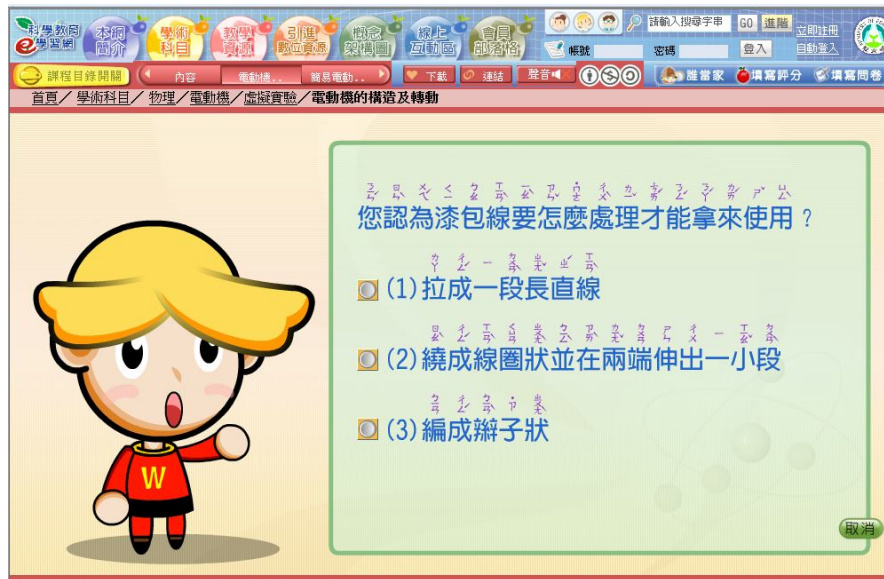 科學教育
e學習網
本網
簡介
學術
科目
教學
資源
引進
數位資源
概念
架構圖
線上
互動區
會員
部落格
請輸入搜尋字串 GO 進階 立即註冊
帳號 密碼 登入 自動登入
課程目錄開關 內容 電動機.. 簡易電動.. 下載 連結 聲音 誰當家 填寫評分 填寫問卷
首頁／學術科目／物理／電動機／虛擬實驗／電動機的構造及轉動
您認為漆包線要怎麼處理才能拿來使用？
(1)拉成一段長直線
(2)繞成線圈狀並在兩端伸出一小段
(3)編成辮子狀
W
取消